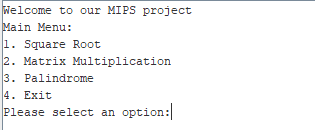 Welcome to our MIPS project
Main Menu:
1. Square Root
2. Matrix Multiplication
3. Palindrome
4. Exit
Please select an option: